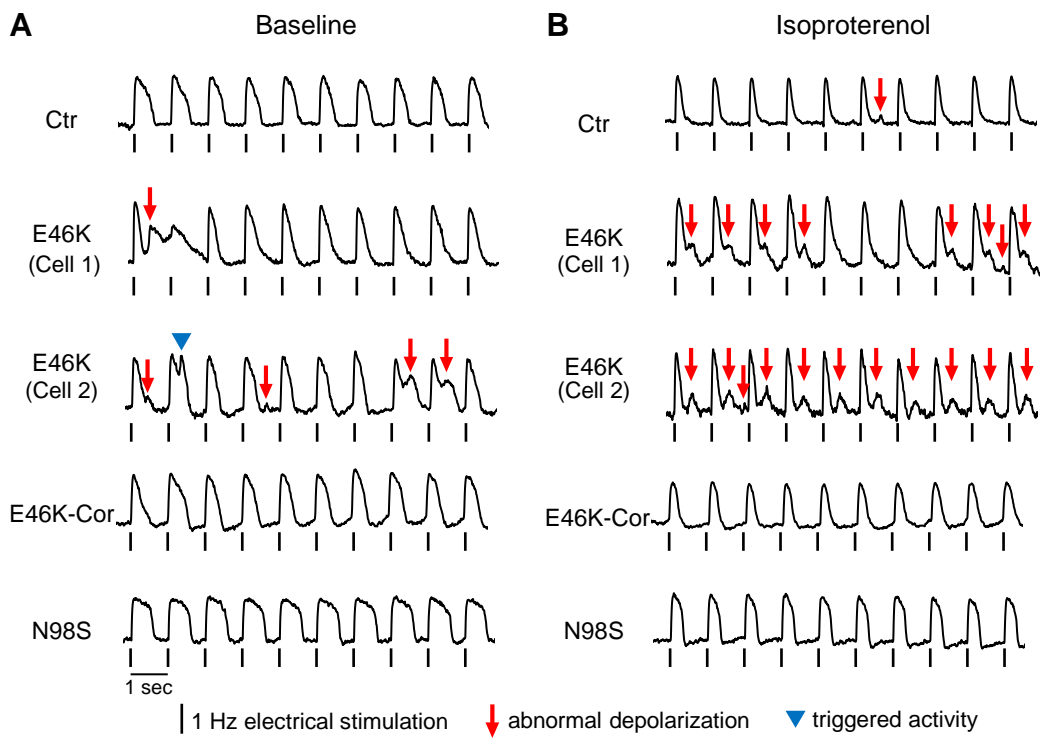 A
Baseline
Ctr
E46K
(Cell 1)
E46K
(Cell 2)
E46K-Cor
N98S
1 sec
B
Isoproterenol
Ctr
E46K
(Cell 1)
E46K
(Cell 2)
E46K-Cor
N98S
1 Hz electrical stimulation
abnormal depolarization
triggered activity